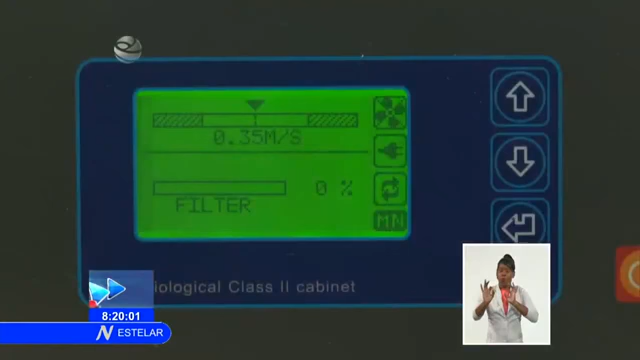 0.35M/S
0 %
FILTER
MN
iological Class II cabinet
8:20:01
N ESTELAR